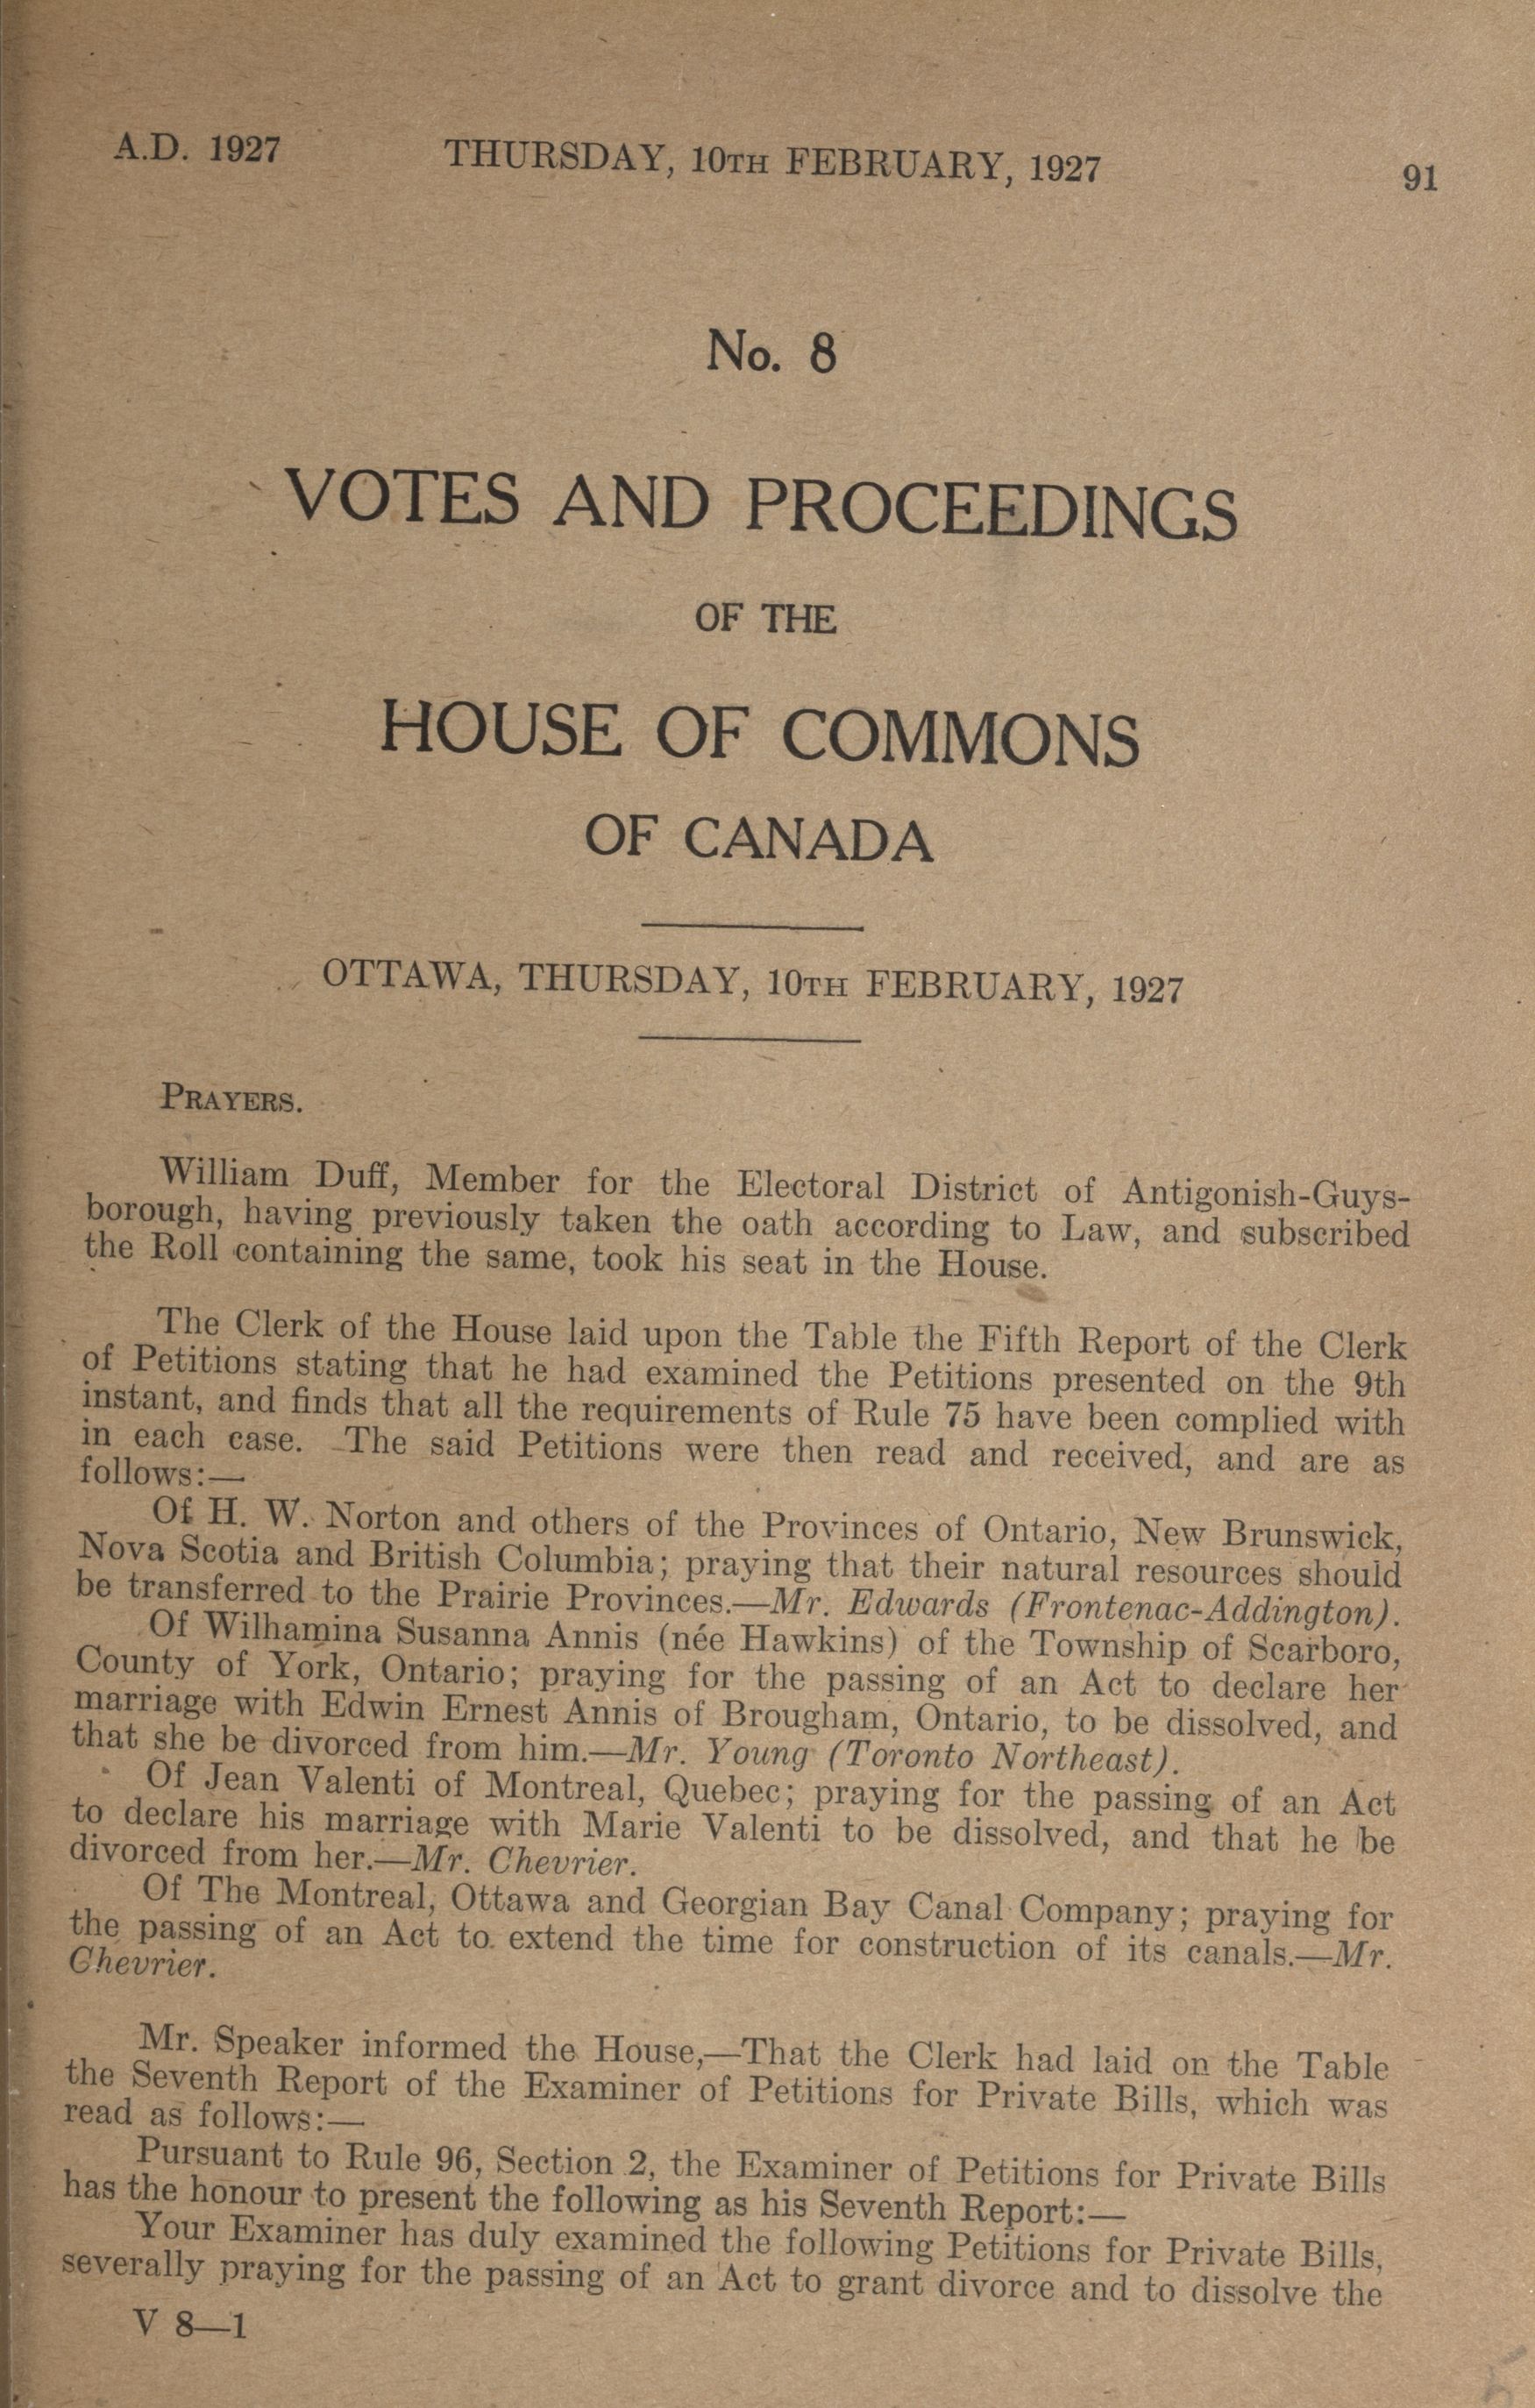 A.D. 1927 THURSDAY, 10TH FEBRUARY, 1927 91
No. 8
VOTES AND PROCEEDINGS
OF THE
HOUSE OF COMMONS
OF CANADA
OTTAWA, THURSDAY, 10TH FEBRUARY, 1927
PRAYERS.
William Duff, Member for the Electoral District of Antigonish-Guys-
borough, having previously taken the oath according to Law, and subscribed
the Roll containing the same, took his seat in the House.
The Clerk of the House laid upon the Table the Fifth Report of the Clerk
of Petitions stating that he had examined the Petitions presented on the 9th
instant, and finds that all the requirements of Rule 75 have been complied with
in each case. The said Petitions were then read and received, and are as
follows:—
Of H. W. Norton and others of the Provinces of Ontario, New Brunswick,
Nova Scotia and British Columbia; praying that their natural resources should
be transferred to the Prairie Provinces.—Mr. Edwards (Frontenac-Addington).
Of Wilhamina Susanna Annis (née Hawkins) of the Township of Scarboro,
County of York, Ontario; praying for the passing of an Act to declare her
marriage with Edwin Ernest Annis of Brougham, Ontario, to be dissolved, and
that she be divorced from him.—Mr. Young (Toronto Northeast).
Of Jean Valenti of Montreal, Quebec; praying for the passing of an Act
to declare his marriage with Marie Valenti to be dissolved, and that he be
divorced from her.—Mr. Chevrier.
Of The Montreal, Ottawa and Georgian Bay Canal Company; praying for
the passing of an Act to extend the time for construction of its canals.—Mr.
Chevrier.
Mr. Speaker informed the House,—That the Clerk had laid on the Table
the Seventh Report of the Examiner of Petitions for Private Bills, which was
read as follows:—
Pursuant to Rule 96, Section 2, the Examiner of Petitions for Private Bills
has the honour to present the following as his Seventh Report:—
Your Examiner has duly examined the following Petitions for Private Bills,
severally praying for the passing of an Act to grant divorce and to dissolve the
V 8—1